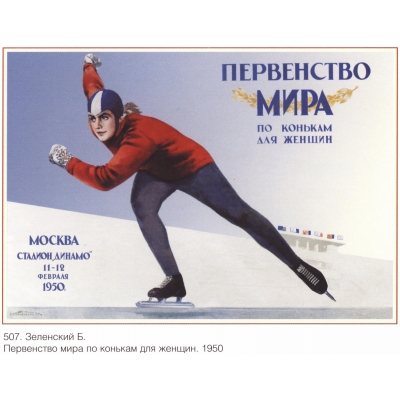 ПЕРВЕНСТВО
МИРА
ПО КОНЬКАМ
ДЛЯ ЖЕНЩИН
МОСКВА
СТАДИОН „ДИНАМО"
11-12
ФЕВРАЛЯ
1950.
507. Зеленский Б.
Первенство мира по конькам для женщин. 1950